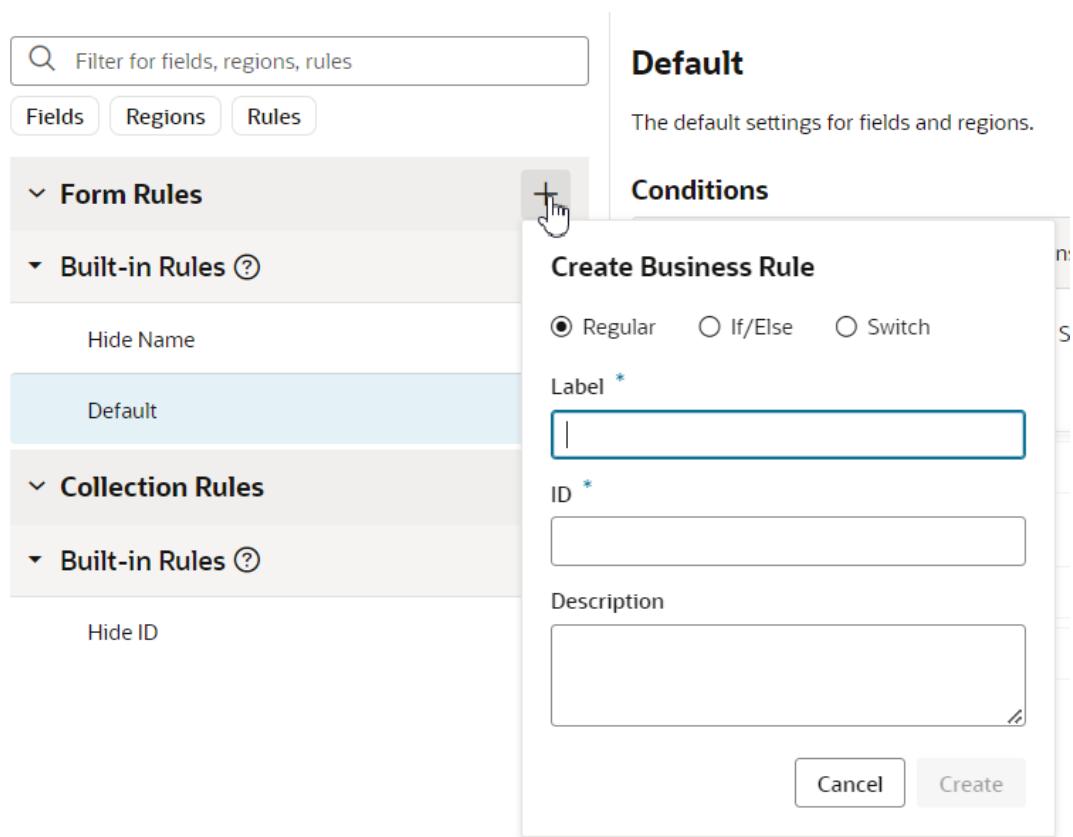 Filter for fields, regions, rules
Fields Regions Rules
Form Rules
Built-in Rules ?
Hide Name
Default
Collection Rules
Built-in Rules ?
Hide ID
Default
The default settings for fields and regions.
Conditions
Create Business Rule
Regular If/Else Switch
Label *
ID *
Description
Cancel Create